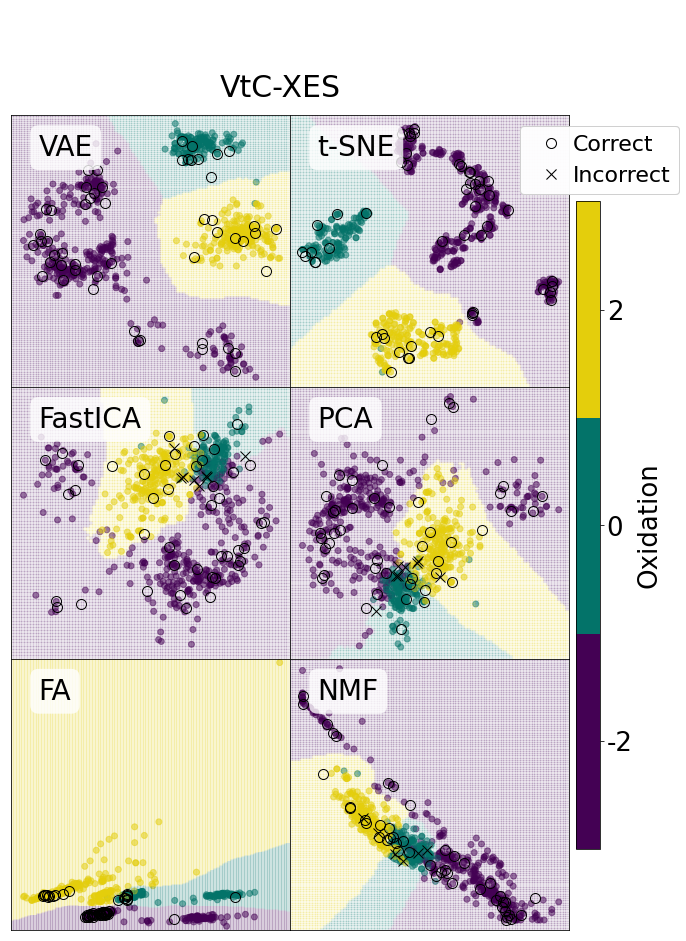 VtC-XES
VAE
t-SNE
Correct
Incorrect
FastICA
PCA
FA
NMF
2
0
-2
Oxidation